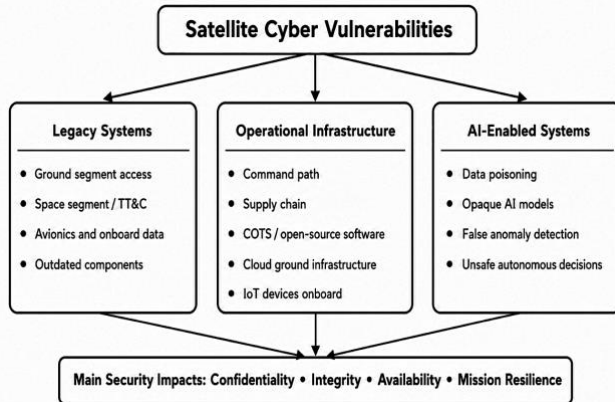 Satellite Cyber Vulnerabilities
Legacy Systems
• Ground segment access
• Space segment / TT&C
• Avionics and onboard data
• Outdated components
Operational Infrastructure
• Command path
• Supply chain
• COTS / open-source software
• Cloud ground infrastructure
• IoT devices onboard
AI-Enabled Systems
• Data poisoning
• Opaque AI models
• False anomaly detection
• Unsafe autonomous decisions
Main Security Impacts: Confidentiality • Integrity • Availability • Mission Resilience